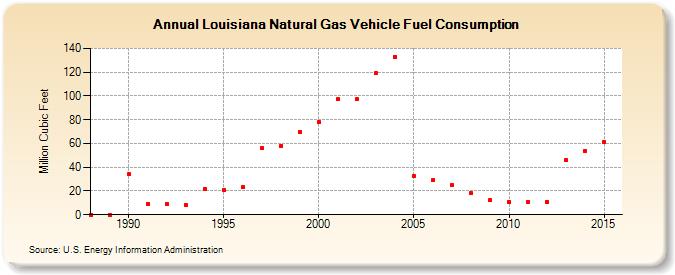 Annual Louisiana Natural Gas Vehicle Fuel Consumption
Million Cubic Feet
140
120
100
80
60
40
20
0
1990 1995 2000 2005 2010 2015
Source: U.S. Energy Information Administration